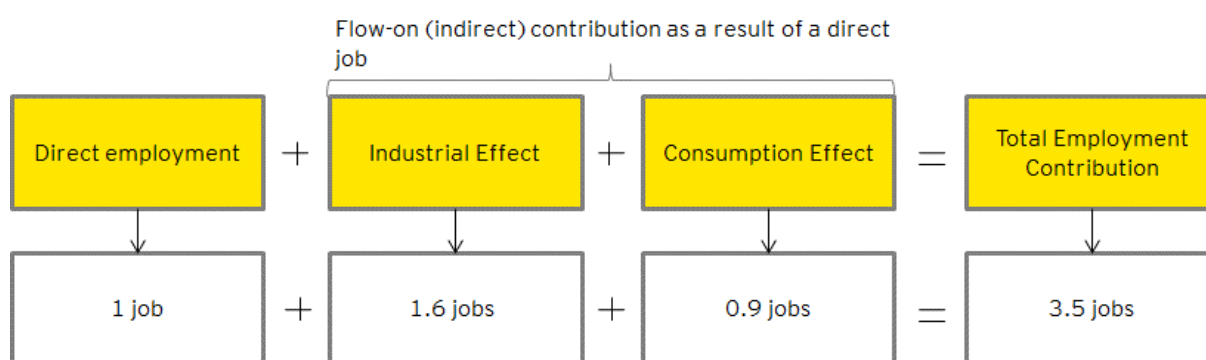 Flow-on (indirect) contribution as a result of a direct
job
Direct employment + Industrial Effect + Consumption Effect = Total Employment
Contribution
1 job + 1.6 jobs + 0.9 jobs = 3.5 jobs